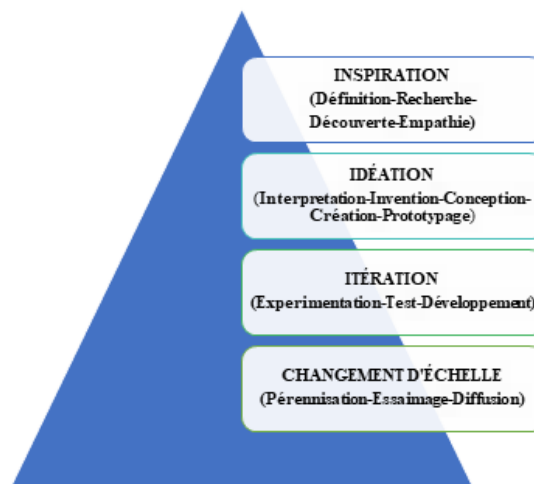 INSPIRATION
(Définition-Recherche-
Découverte-Empathie)
IDÉATION
(Interpretation-Invention-Conception-
Création-Prototypage)
ITÉRATION
(Experimentation-Test-Développement)
CHANGEMENT D'ÉCHELLE
(Pérennisation-Essaimage-Diffusion)